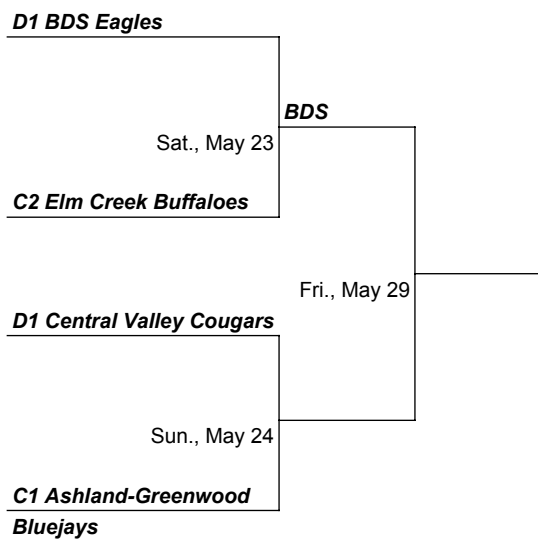 D1 BDS Eagles
BDS
Sat., May 23
C2 Elm Creek Buffaloes
Fri., May 29
D1 Central Valley Cougars
Sun., May 24
C1 Ashland-Greenwood
Bluejays